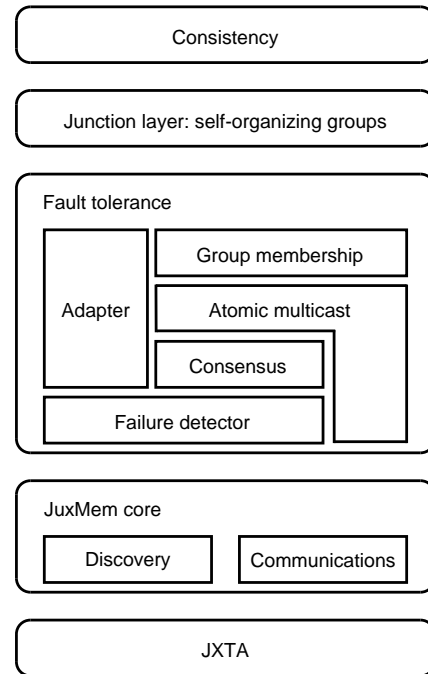 Consistency
Junction layer: self-organizing groups
Fault tolerance
Group membership
Adapter
Atomic multicast
Consensus
Failure detector
JuxMem core
Discovery
Communications
JXTA